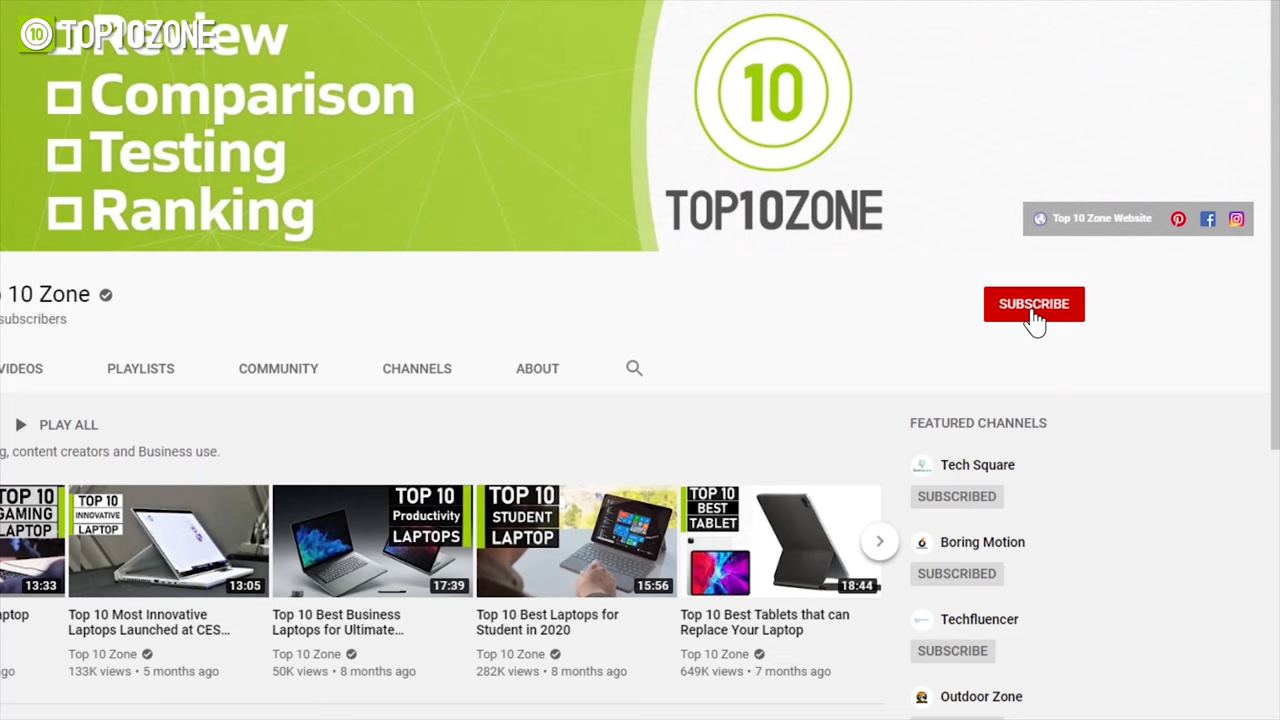 10 TOP10ZONE
Review
Comparison
Testing
Ranking
10
TOP10ZONE
Top 10 Zone Website
10 Zone
subscribers
SUBSCRIBE
VIDEOS PLAYLISTS COMMUNITY CHANNELS ABOUT
PLAY ALL
FEATURED CHANNELS
g, content creators and Business use.
Tech Square
SUBSCRIBED
Boring Motion
SUBSCRIBED
Techfluencer
SUBSCRIBE
Outdoor Zone
TOP 10
GAMING
LAPTOP
13:33
TOP 10
INNOVATIVE
LAPTOP
13:05
TOP 10
Productivity
LAPTOPS
17:39
TOP 10
STUDENT
LAPTOP
15:56
TOP 10
BEST
TABLET
18:44
aptop
ago
Top 10 Most Innovative
Laptops Launched at CES...
Top 10 Zone
133K views • 5 months ago
Top 10 Best Business
Laptops for Ultimate...
Top 10 Zone
50K views • 8 months ago
Top 10 Best Laptops for
Student in 2020
Top 10 Zone
282K views • 8 months ago
Top 10 Best Tablets that can
Replace Your Laptop
Top 10 Zone
649K views • 7 months ago